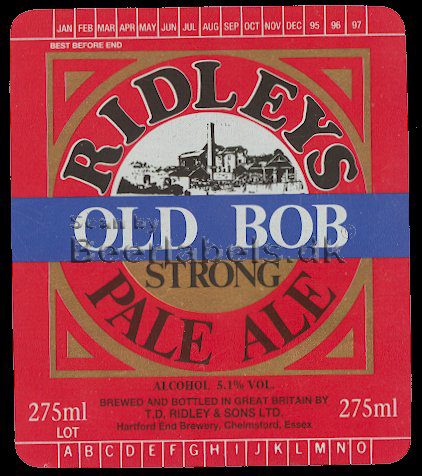 JAN FEB MAR APR MAY JUN JUL AUG SEP OCT NOV DEC 95 96 97
BEST BEFORE END
RIDLEYS
Scan by
OLD BOB
Beerlabels.dk
STRONG
PALE ALE
ALCOHOL 5.1% VOL.
BREWED AND BOTTLED IN GREAT BRITAIN BY
275ml T.D. RIDLEY & SONS LTD. 275ml
Hartford End Brewery, Chelmsford, Essex
LOT
A B C D E F G H I J K L M N O